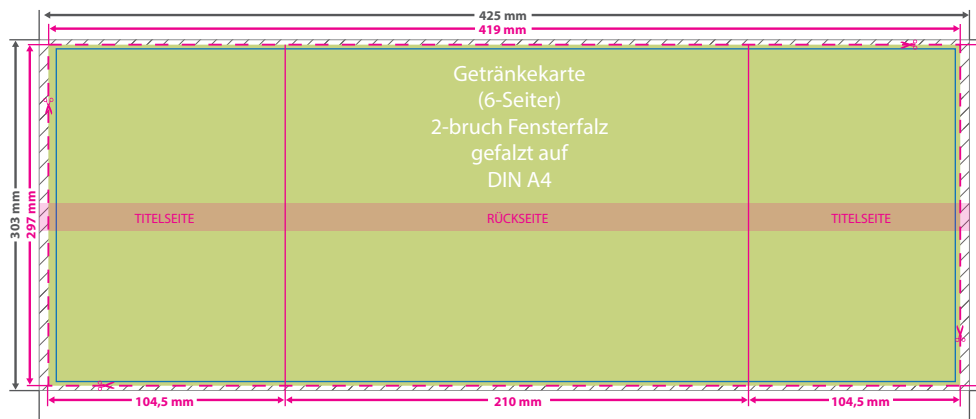 425 mm
419 mm
Getränkekarte
(6-Seiter)
2-bruch Fensterfalz
gefalzt auf
DIN A4
303 mm
297 mm
TITELSEITE
RÜCKSEITE
TITELSEITE
104,5 mm
210 mm
104,5 mm